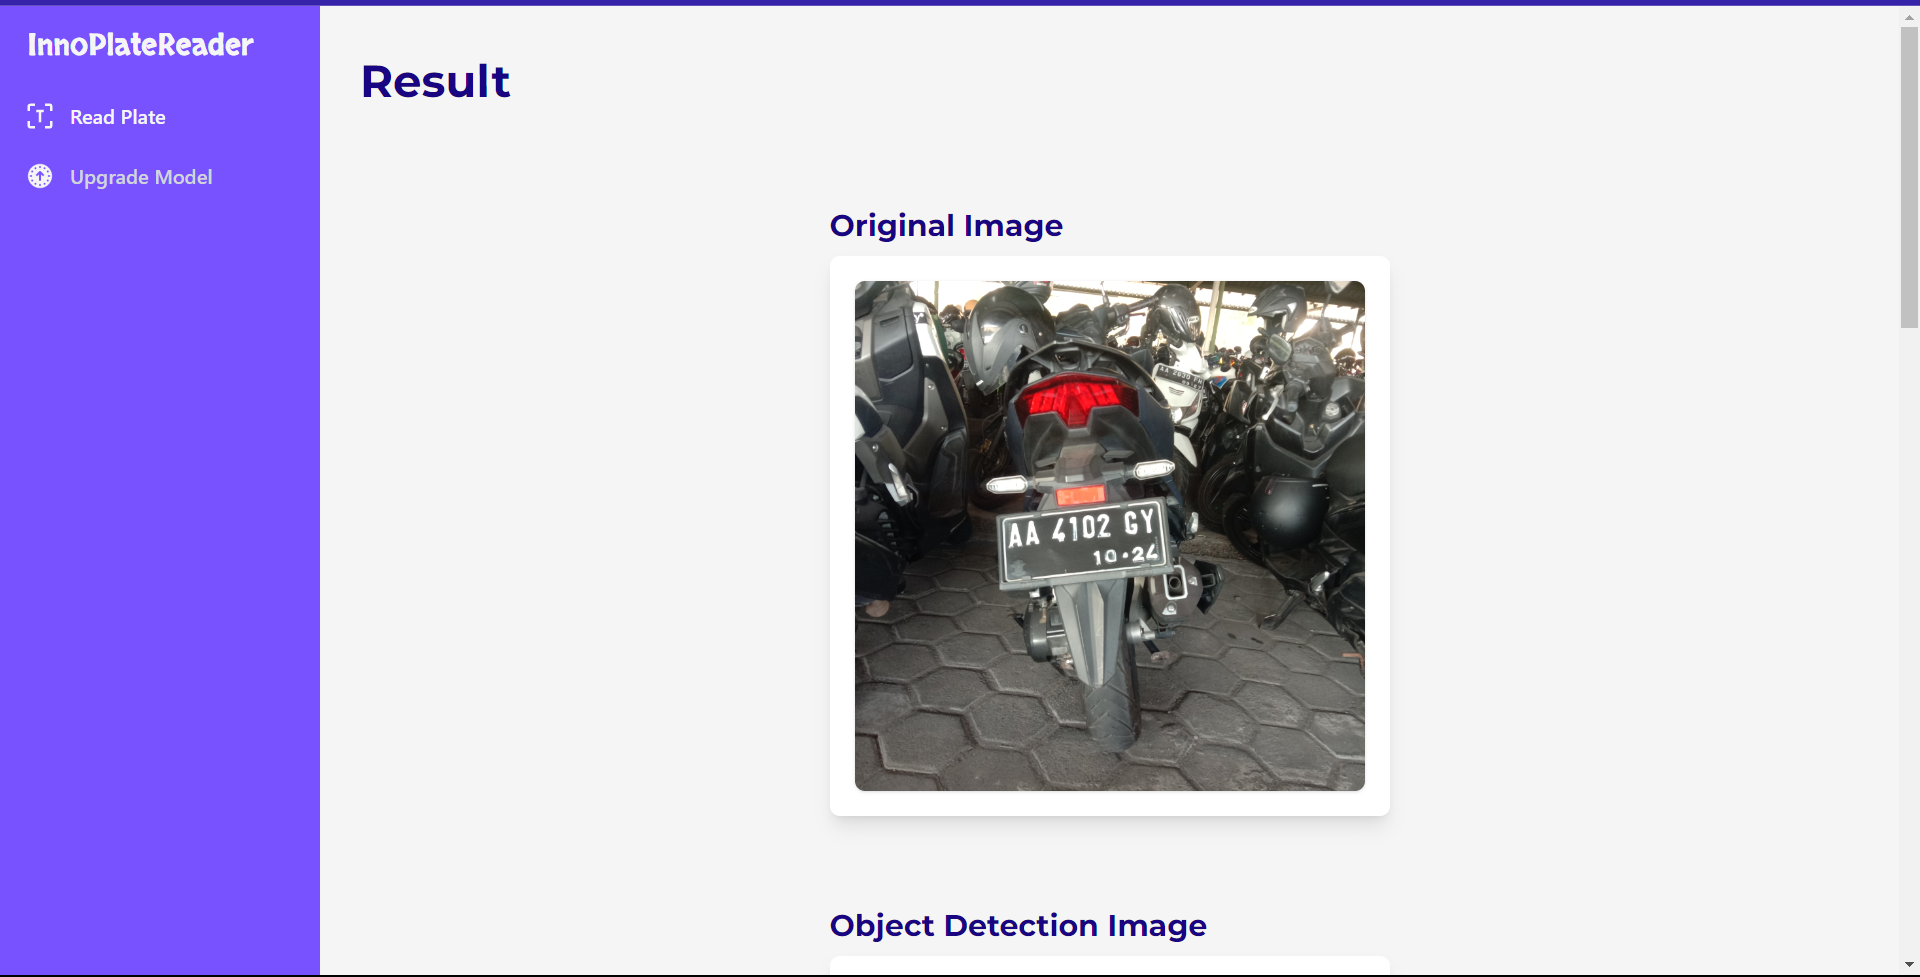 InnoPlateReader
Read Plate
Upgrade Model
Result
Original Image
AA 4102 GY
10·24
Object Detection Image